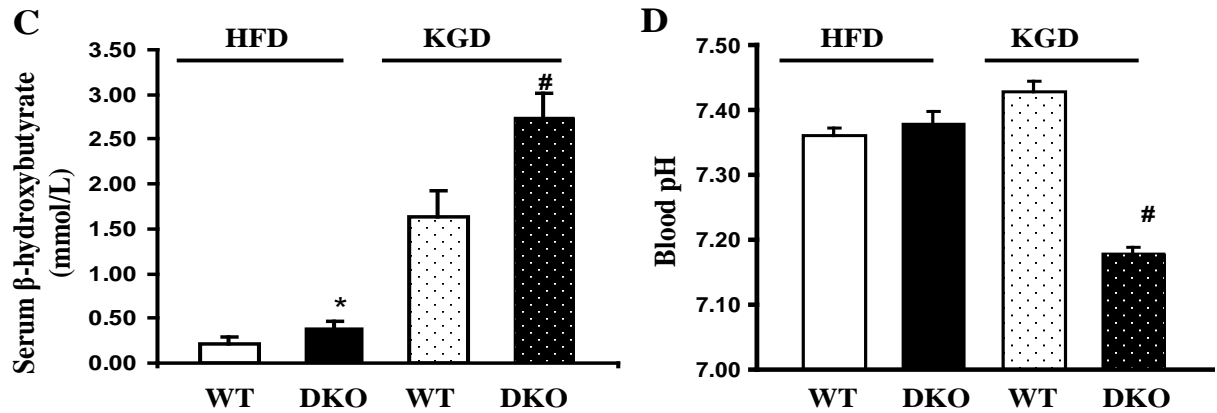 C
HFD KGD
Serum β-hydroxybutyrate
(mmol/L)
3.50
3.00
2.50
2.00
1.50
1.00
0.50
0.00
*
#
WT DKO WT DKO
D
HFD KGD
Blood pH
7.50
7.40
7.30
7.20
7.10
7.00
#
WT DKO WT DKO